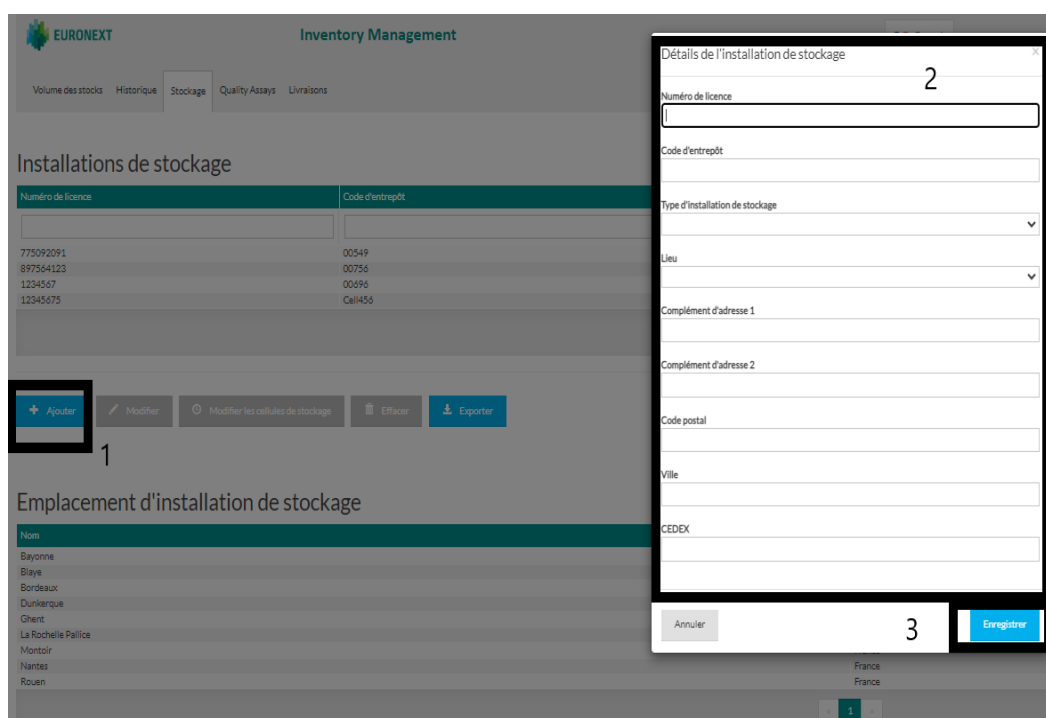 EURONEXT
Inventory Management
Volume des stocks Historique Stockage Quality Assays Livraisons
Installations de stockage
Numéro de licence Code d'entrepôt
775092091 00549
897564123 00756
1234567 00696
12345675 Cell456
+ Ajouter Modifier Modifier les cellules de stockage Effacer Exporter
1
Emplacement d'installation de stockage
Nom
Bayonne
Blaye
Bordeaux
Dunkerque
Ghent
La Rochelle Pallice
Montoir
Nantes France
Rouen France
« 1 »
Détails de l'installation de stockage ×
2
Numéro de licence
Code d'entrepôt
Type d'installation de stockage
Lieu
Complément d'adresse 1
Complément d'adresse 2
Code postal
Ville
CEDEX
Annuler 3 Enregistrer